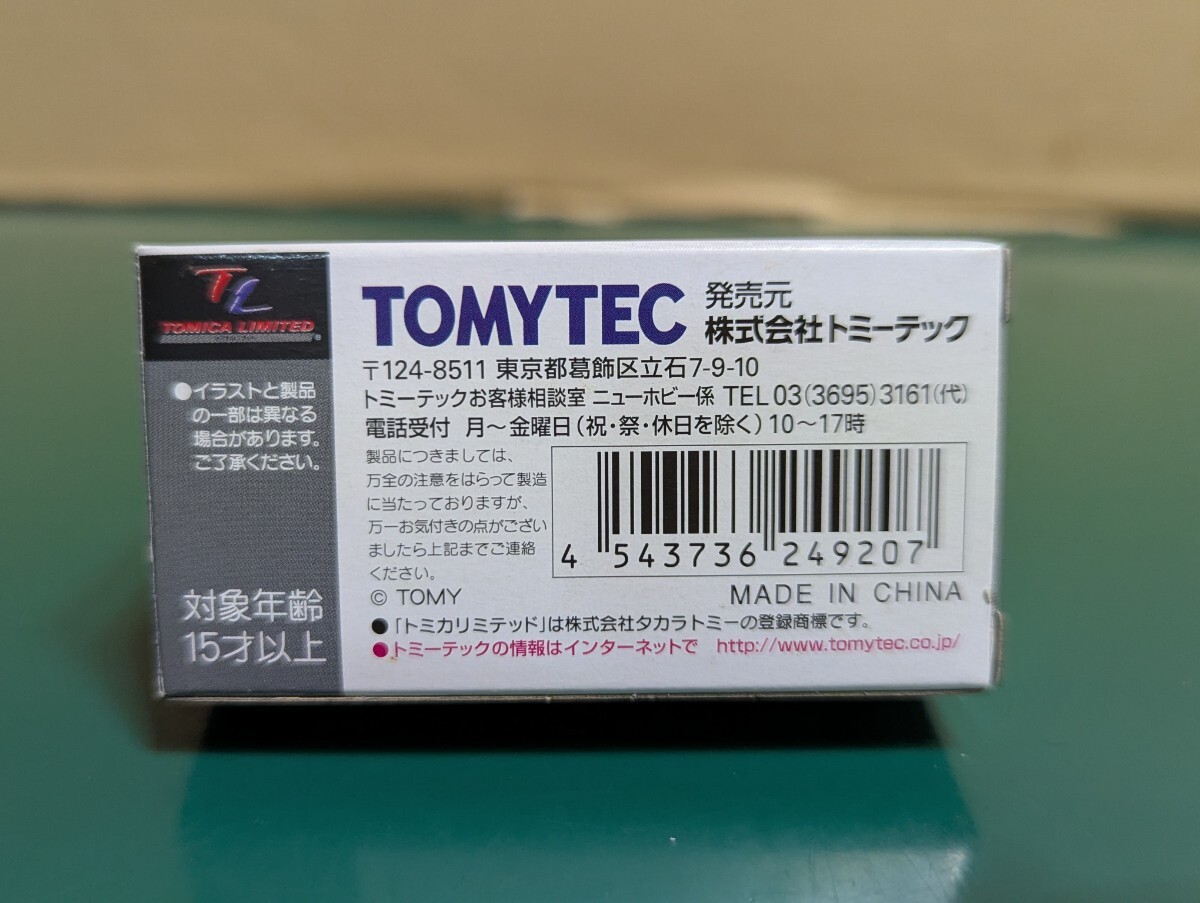 TL
TOMICA LIMITED
®
●イラストと製品
の一部は異なる
場合があります。
ご了承ください。
対象年齢
15才以上
TOMYTEC
発売元
株式会社トミーテック
〒124-8511 東京都葛飾区立石7-9-10
トミーテックお客様相談室 ニューホビー係 TEL 03(3695)3161(代)
電話受付 月〜金曜日(祝・祭・休日を除く)10〜17時
製品につきましては、
万全の注意をはらって製造
に当たっておりますが、
万一お気付きの点がござい
ましたら上記までご連絡
ください。
4 543736 249207
© TOMY
MADE IN CHINA
●「トミカリミテッド」は株式会社タカラトミーの登録商標です。
●トミーテックの情報はインターネットで http://www.tomytec.co.jp/